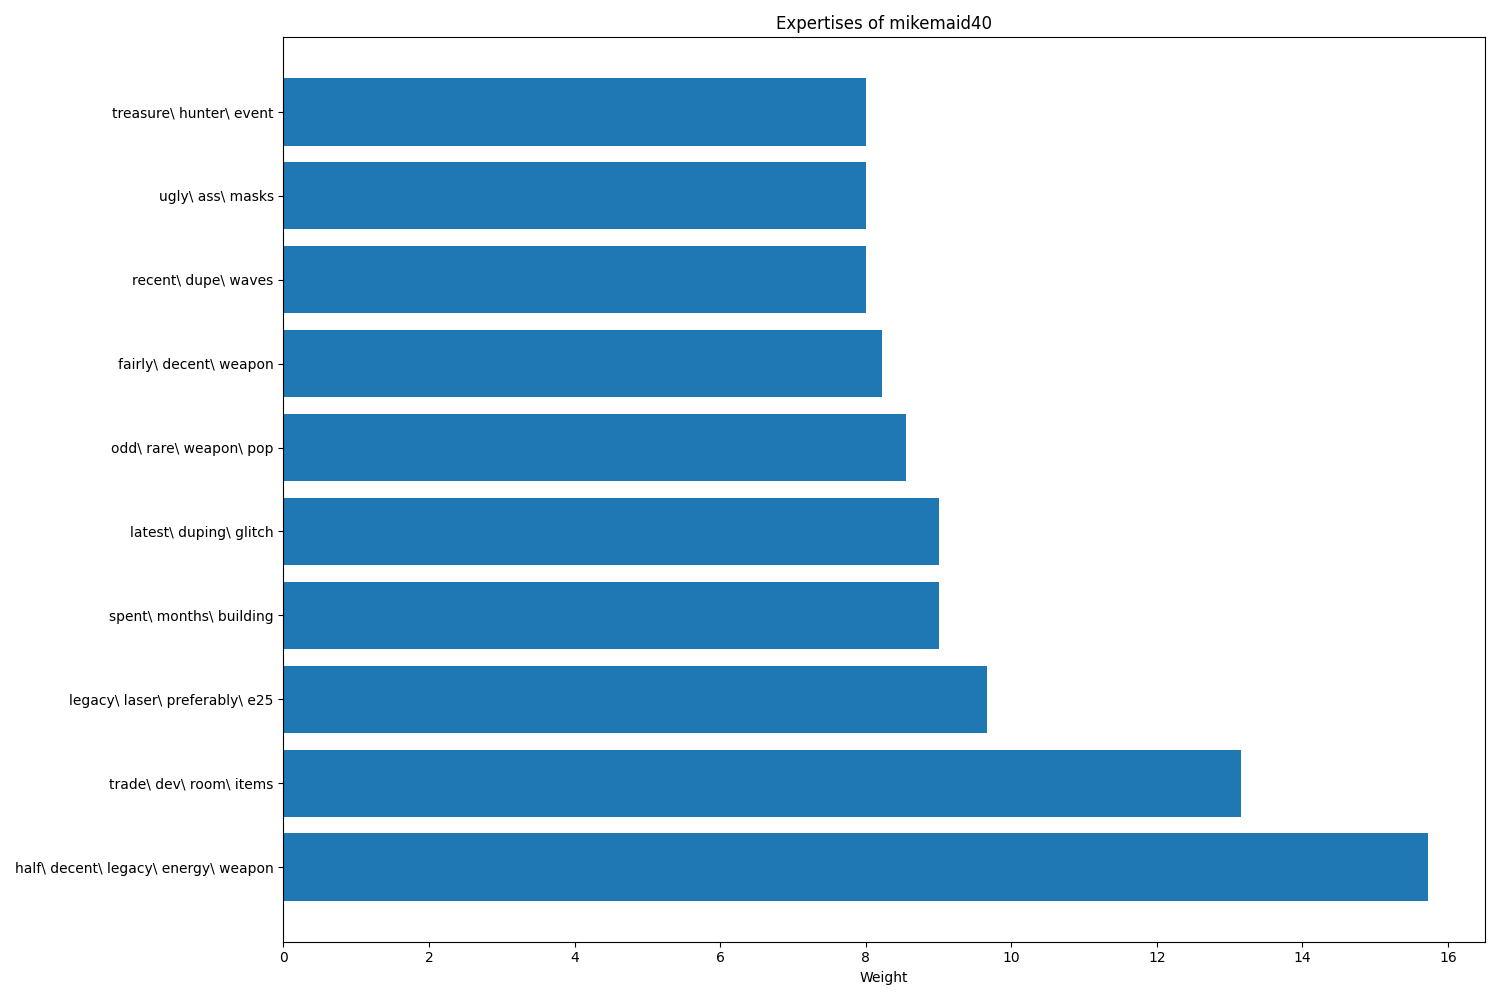 Expertises of mikemaid40
treasure\ hunter\ event
ugly\ ass\ masks
recent\ dupe\ waves
fairly\ decent\ weapon
odd\ rare\ weapon\ pop
latest\ duping\ glitch
spent\ months\ building
legacy\ laser\ preferably\ e25
trade\ dev\ room\ items
half\ decent\ legacy\ energy\ weapon
0 2 4 6 8 10 12 14 16
Weight